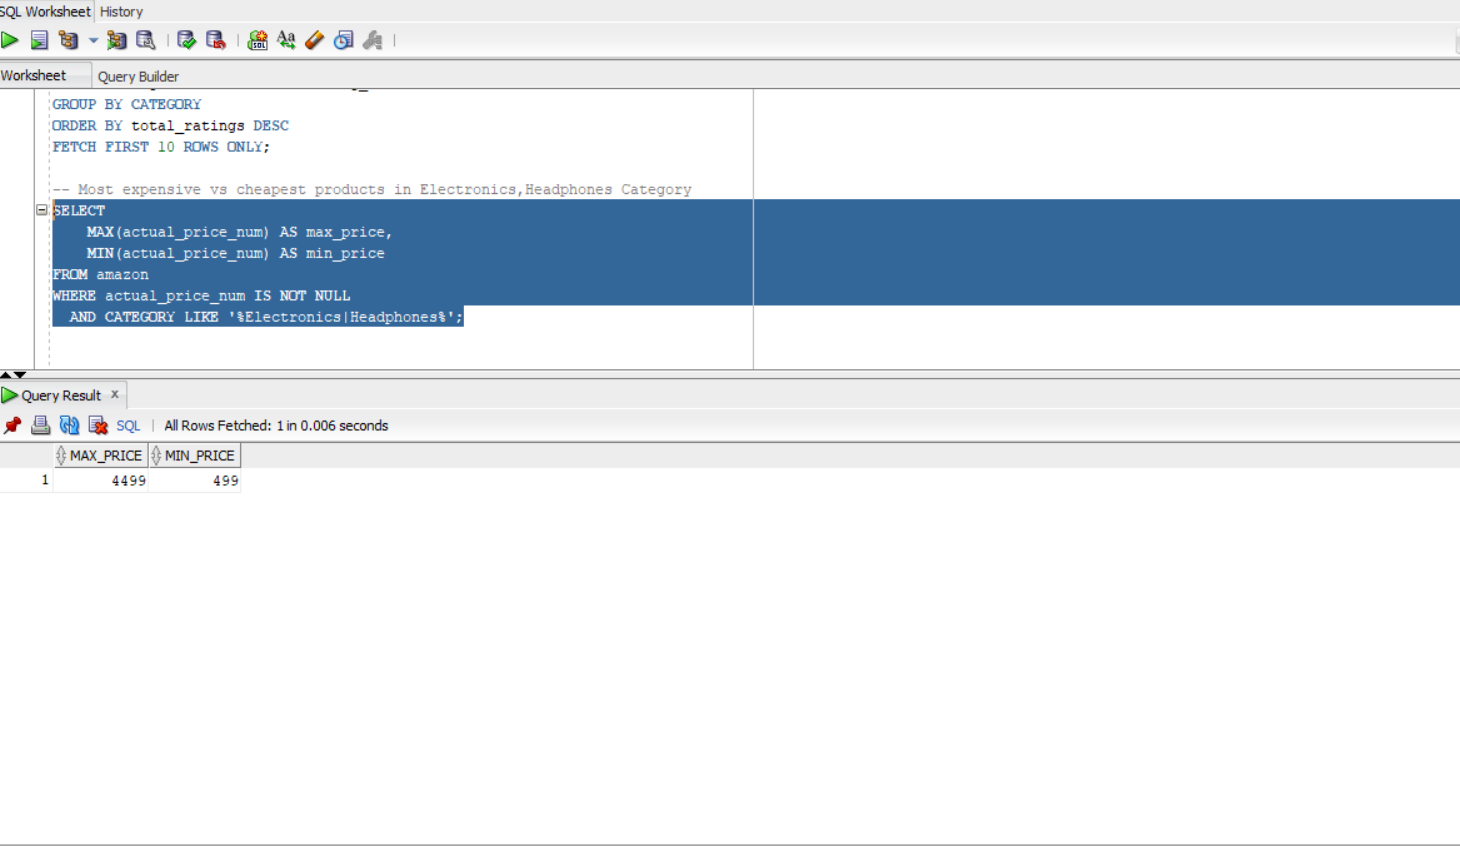 SQL Worksheet History
Worksheet Query Builder
GROUP BY CATEGORY
ORDER BY total_ratings DESC
FETCH FIRST 10 ROWS ONLY;
-- Most expensive vs cheapest products in Electronics,Headphones Category
SELECT
MAX(actual_price_num) AS max_price,
MIN(actual_price_num) AS min_price
FROM amazon
WHERE actual_price_num IS NOT NULL
AND CATEGORY LIKE '%Electronics|Headphones%';
Query Result x
SQL | All Rows Fetched: 1 in 0.006 seconds
MAX_PRICE MIN_PRICE
1 4499 499